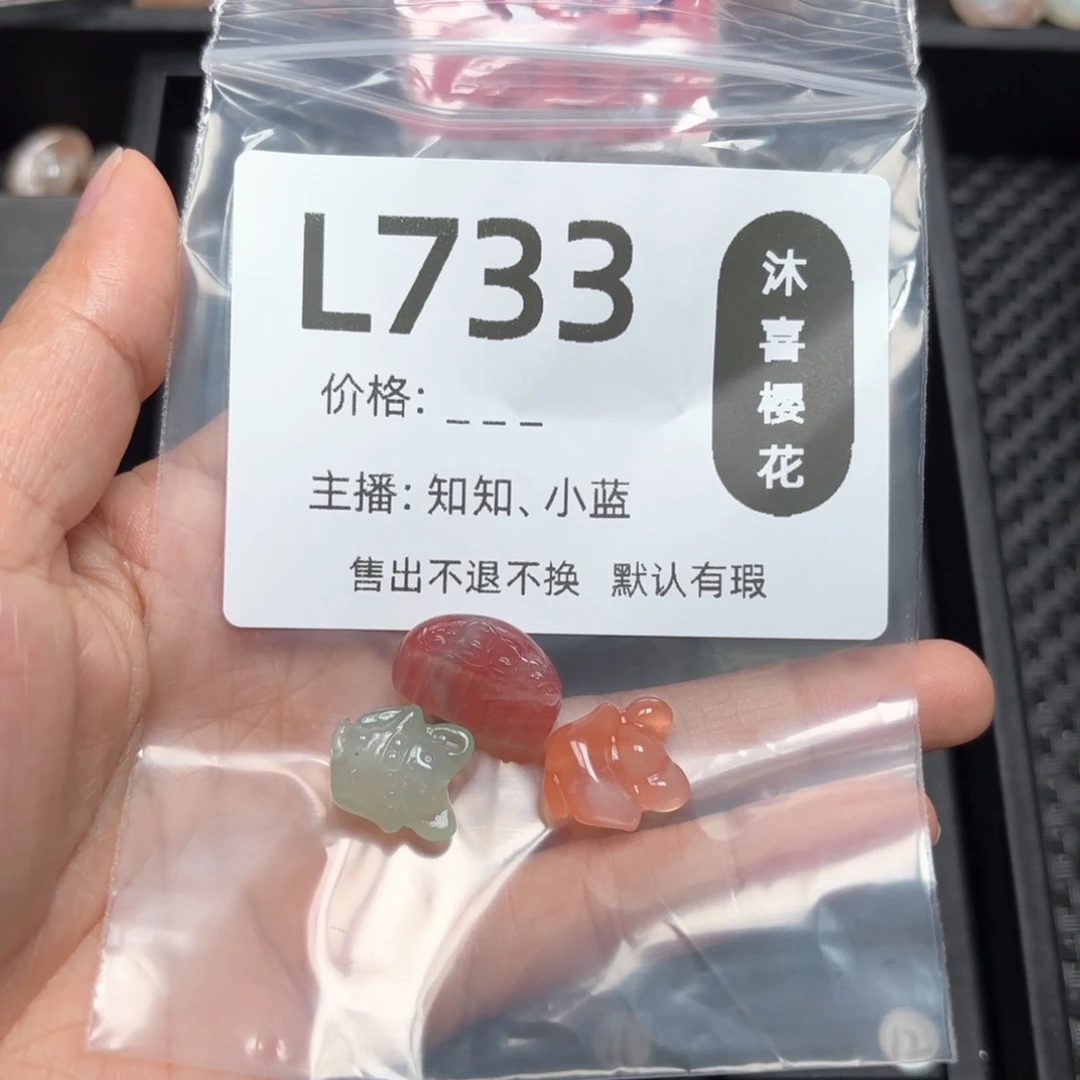 L733
沐喜樱花
价格: _ _ _
主播: 知知、小蓝
售出不退不换 默认有瑕